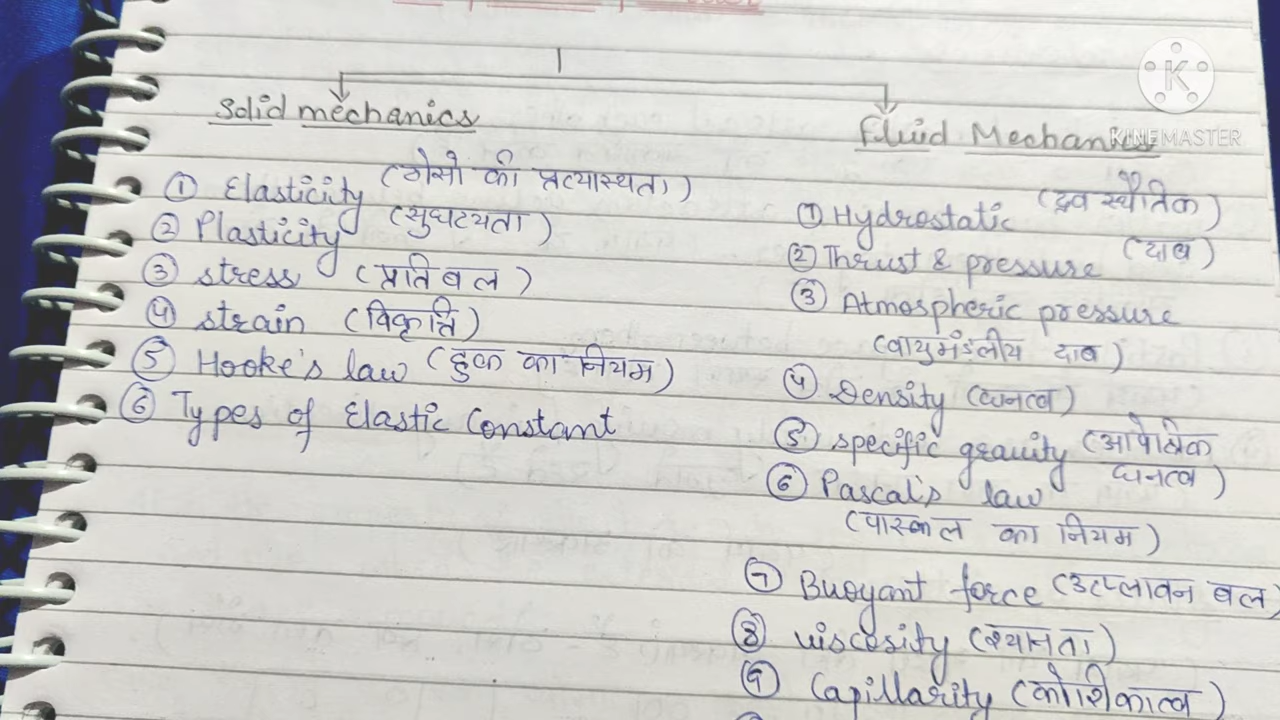 Solid mechanics
① Elasticity (ठोसो की प्रत्यास्थता)
② Plasticity (सुघटयता)
③ stress (प्रतिबल)
④ strain (विकृति)
⑤ Hooke's law (हुक का नियम)
⑥ Types of Elastic Constant
Fluid Mechanics
① Hydrostatic (द्रव स्थैतिक)
② Thrust & pressure (दाब)
③ Atmospheric pressure
(वायुमंडलीय दाब)
④ Density (घनत्व)
⑤ specific gravity (आपेक्षिक
घनत्व)
⑥ Pascal's law
(पास्कल का नियम)
⑦ Buoyant force (उत्प्लावन बल)
⑧ viscosity (श्यानता)
⑨ Capillarity (केशिकात्व)
KINEMASTER